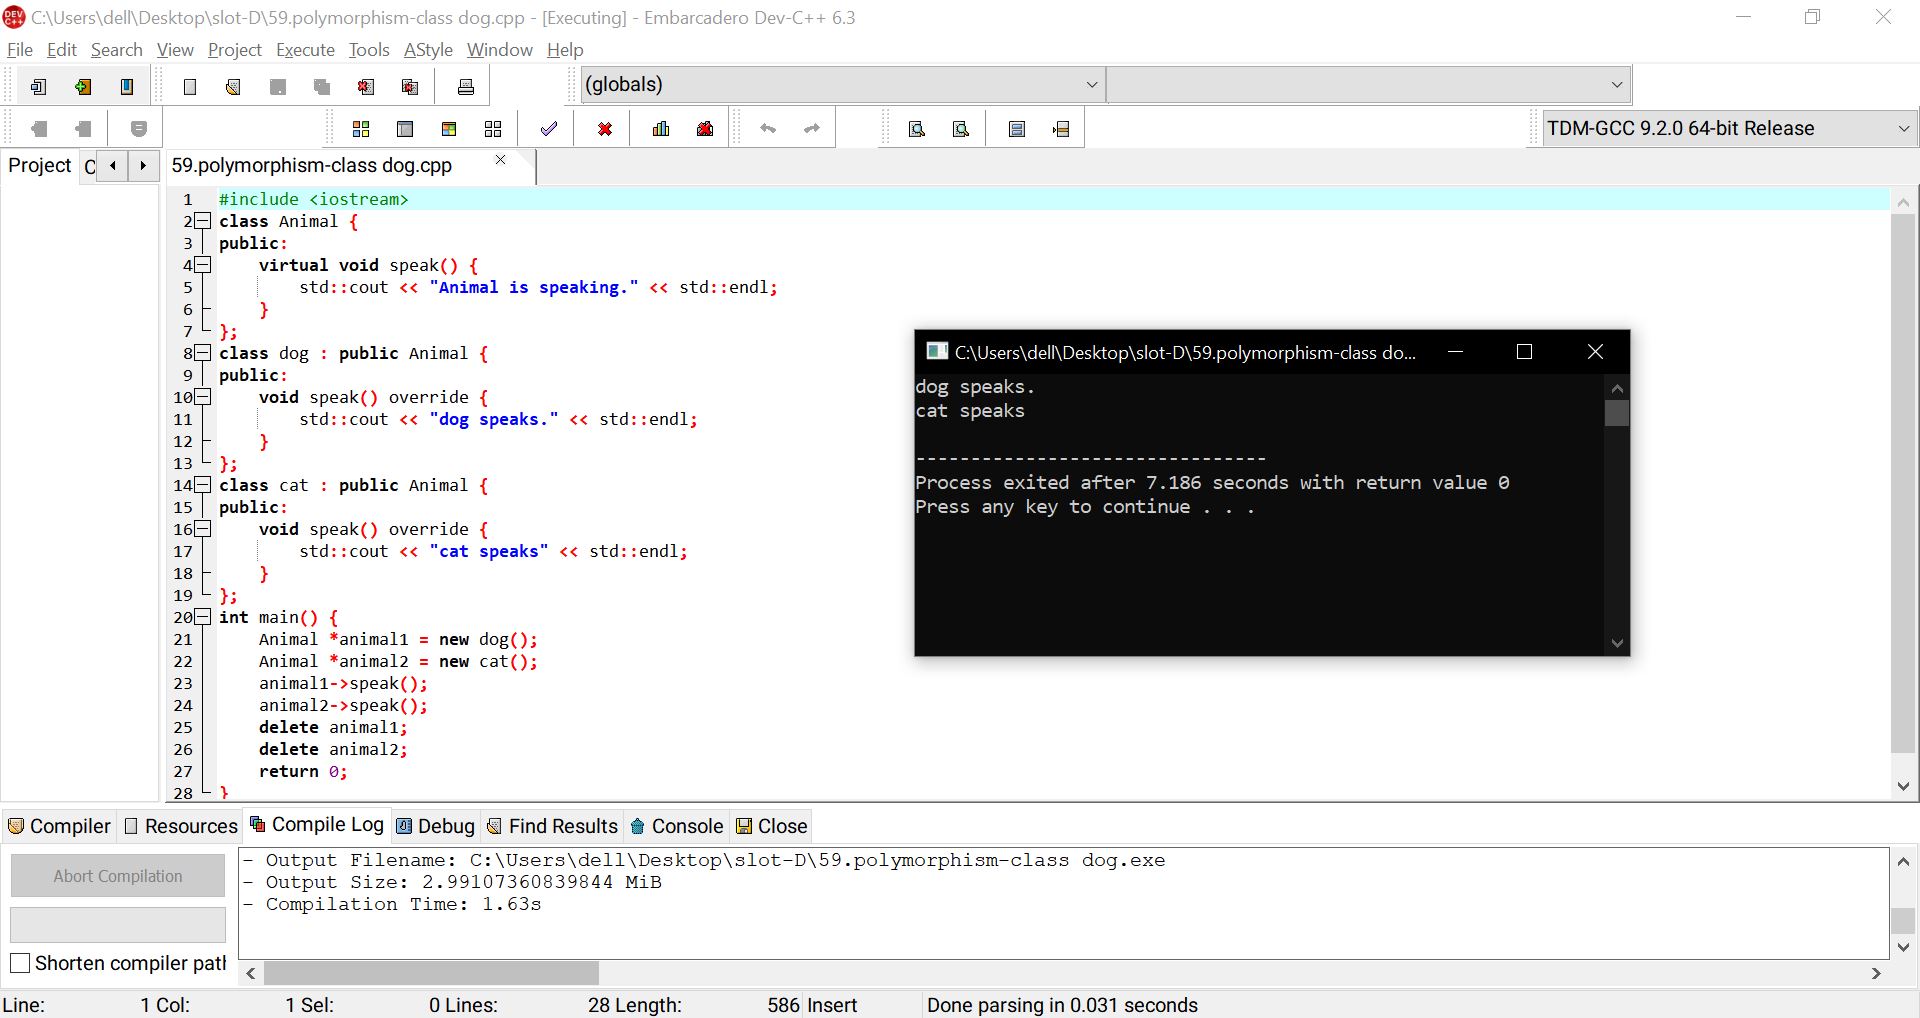 C:\Users\dell\Desktop\slot-D\59.polymorphism-class dog.cpp - [Executing] - Embarcadero Dev-C++ 6.3
File Edit Search View Project Execute Tools AStyle Window Help
(globals)
TDM-GCC 9.2.0 64-bit Release
Project C 59.polymorphism-class dog.cpp
1 #include <iostream>
2 class Animal {
3 public:
4     virtual void speak() {
5         std::cout << "Animal is speaking." << std::endl;
6     }
7 };
8 class dog : public Animal {
9 public:
10     void speak() override {
11         std::cout << "dog speaks." << std::endl;
12     }
13 };
14 class cat : public Animal {
15 public:
16     void speak() override {
17         std::cout << "cat speaks" << std::endl;
18     }
19 };
20 int main() {
21     Animal *animal1 = new dog();
22     Animal *animal2 = new cat();
23     animal1->speak();
24     animal2->speak();
25     delete animal1;
26     delete animal2;
27     return 0;
28 }
C:\Users\dell\Desktop\slot-D\59.polymorphism-class do...
dog speaks.
cat speaks
--------------------------------
Process exited after 7.186 seconds with return value 0
Press any key to continue . . .
Compiler Resources Compile Log Debug Find Results Console Close
Abort Compilation
Shorten compiler path
- Output Filename: C:\Users\dell\Desktop\slot-D\59.polymorphism-class dog.exe
- Output Size: 2.99107360839844 MiB
- Compilation Time: 1.63s
Line: 1 Col: 1 Sel: 0 Lines: 28 Length: 586 Insert Done parsing in 0.031 seconds